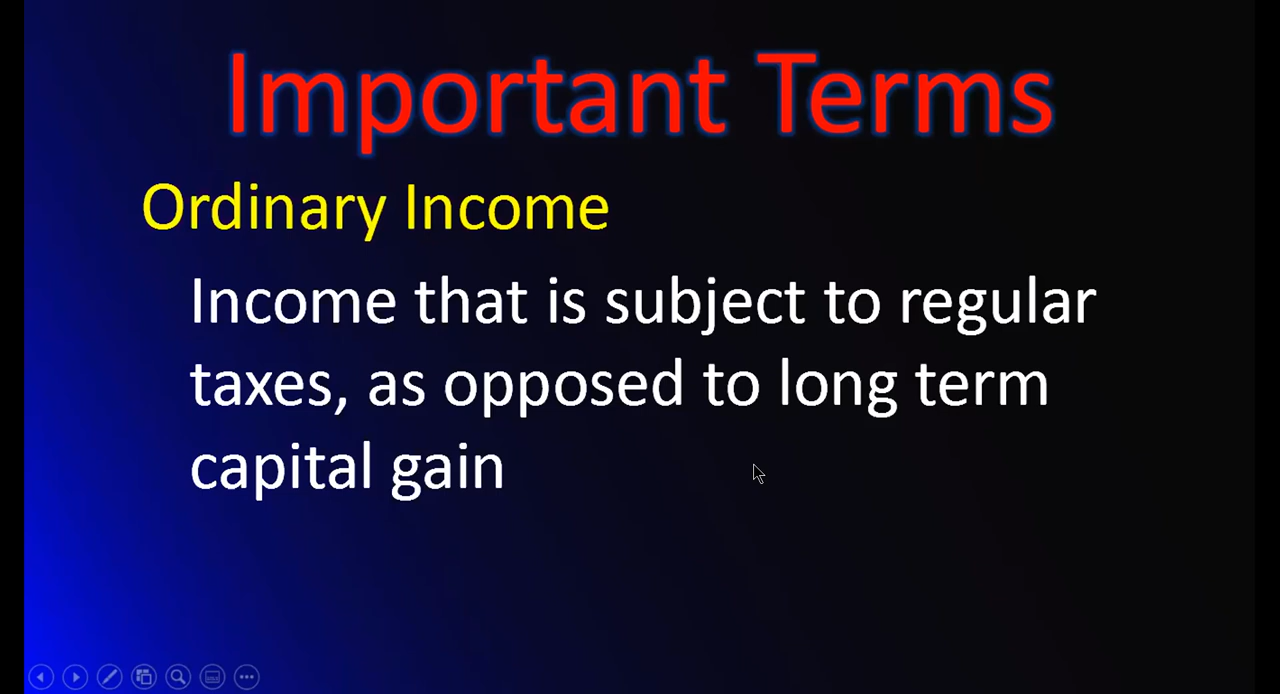 Important Terms
Ordinary Income
Income that is subject to regular
taxes, as opposed to long term
capital gain